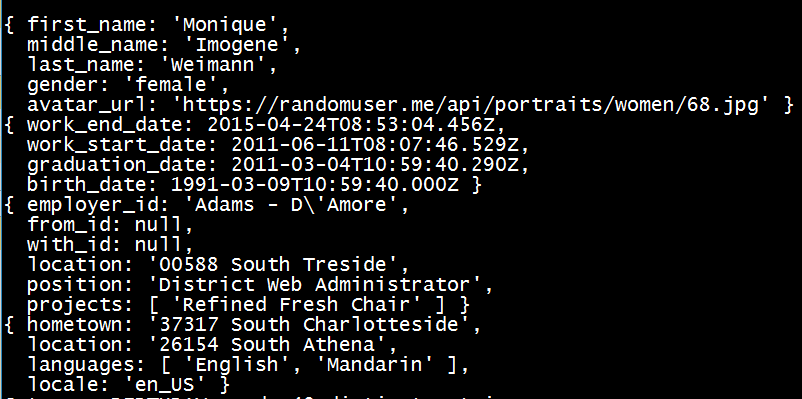 { first_name: 'Monique',
  middle_name: 'Imogene',
  last_name: 'Weimann',
  gender: 'female',
  avatar_url: 'https://randomuser.me/api/portraits/women/68.jpg' }
{ work_end_date: 2015-04-24T08:53:04.456Z,
  work_start_date: 2011-06-11T08:07:46.529Z,
  graduation_date: 2011-03-04T10:59:40.290Z,
  birth_date: 1991-03-09T10:59:40.000Z }
{ employer_id: 'Adams - D\'Amore',
  from_id: null,
  with_id: null,
  location: '00588 South Treside',
  position: 'District Web Administrator',
  projects: [ 'Refined Fresh Chair' ] }
{ hometown: '37317 South Charlotteside',
  location: '26154 South Athena',
  languages: [ 'English', 'Mandarin' ],
  locale: 'en_US' }